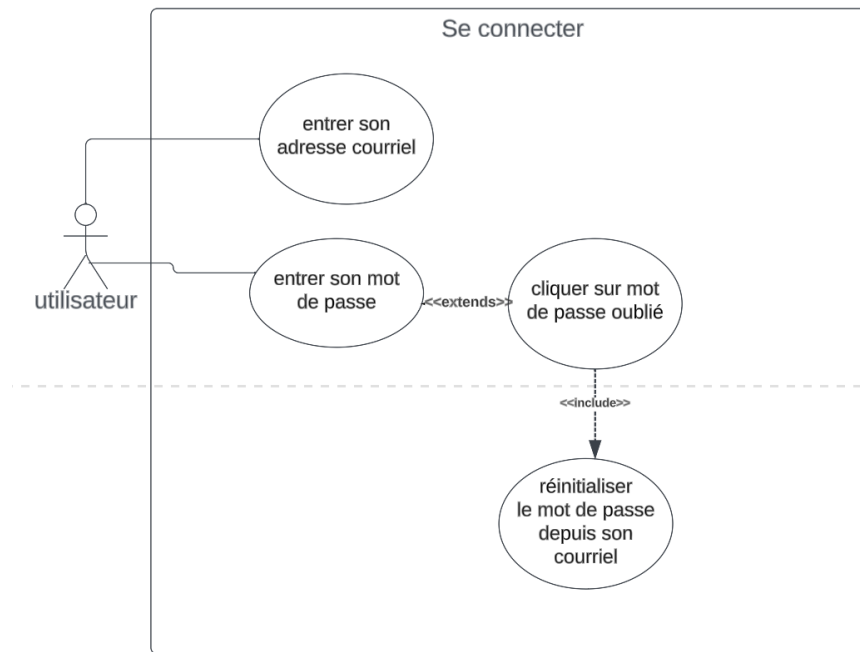 Se connecter
entrer son
adresse courriel
utilisateur
entrer son mot
de passe
<<extends>>
cliquer sur mot
de passe oublié
<<include>>
réinitialiser
le mot de passe
depuis son
courriel